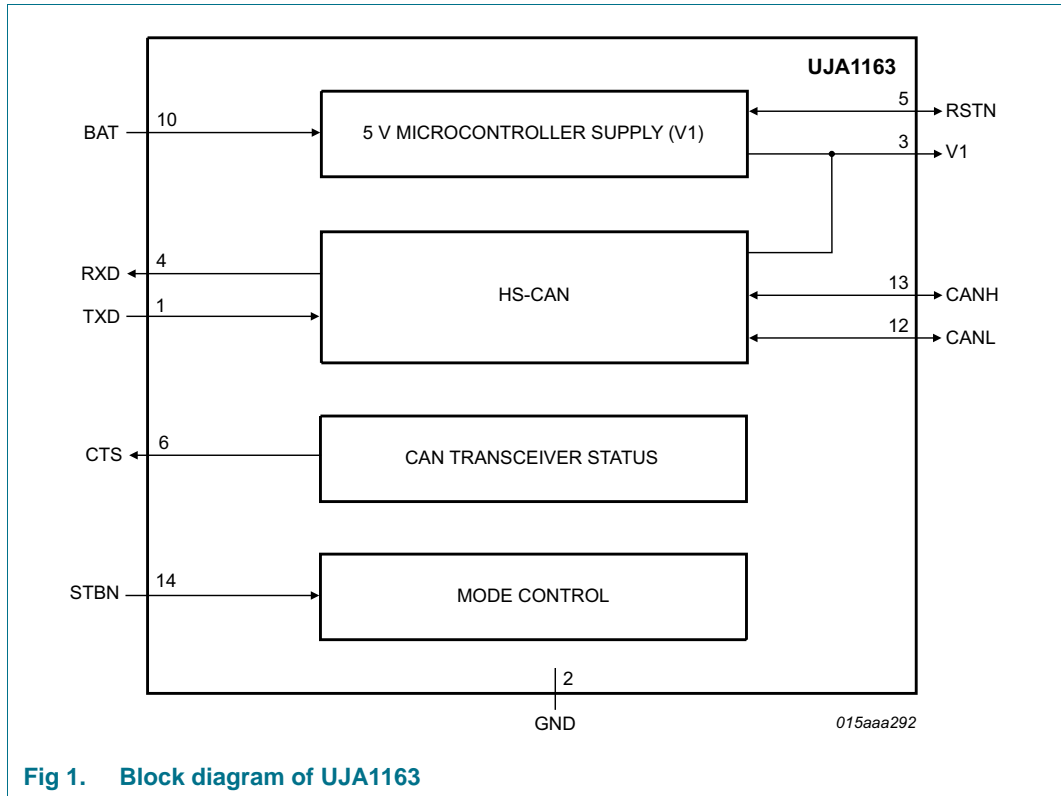 UJA1163
BAT
10
5 V MICROCONTROLLER SUPPLY (V1)
5
RSTN
3
V1
RXD
4
TXD
1
HS-CAN
13
CANH
12
CANL
CTS
6
CAN TRANSCEIVER STATUS
STBN
14
MODE CONTROL
2
GND
015aaa292
Fig 1. Block diagram of UJA1163